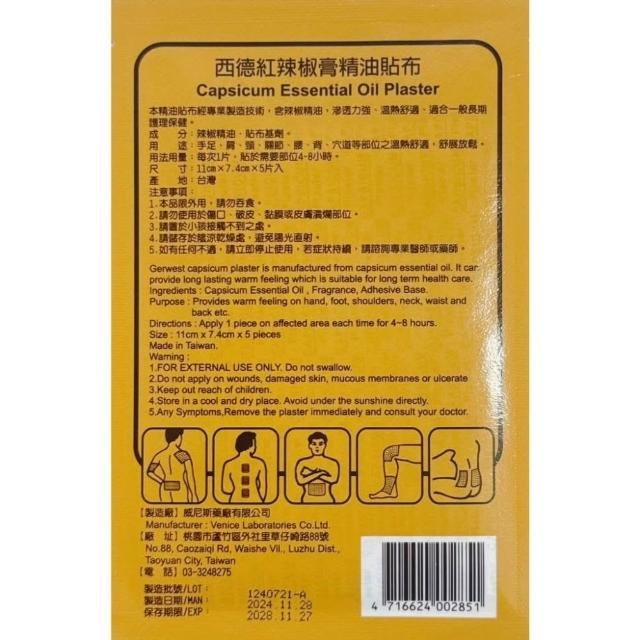 西德紅辣椒膏精油貼布
Capsicum Essential Oil Plaster
本精油貼布經專業製造技術，含辣椒精油、滲透力強、溫熱舒適、適合一般長期
護理保健。
成　分：辣椒精油、貼布基劑。
用　途：手足、肩、頸、關節、腰、背、穴道等部位之溫熱舒適，舒展放鬆。
用法用量：每次1片，貼於需要部位4-8小時。
尺　寸：11cm×7.4cm×5片入
產　地：台灣
注意事項：
1.本品限外用，請勿吞食。
2.請勿使用於傷口、破皮、黏膜或皮膚潰爛部位。
3.請置於小孩接觸不到之處。
4.請儲存於陰涼乾燥處，避免陽光直射。
5.如有任何不適，請立即停止使用，若症狀持續，請諮詢專業醫師或藥師。
Gerwest capsicum plaster is manufactured from capsicum essential oil. It can
provide long lasting warm feeling which is suitable for long term health care.
Ingredients : Capsicum Essential Oil , Fragrance, Adhesive Base.
Purpose : Provides warm feeling on hand, foot, shoulders, neck, waist and
back etc.
Directions : Apply 1 piece on affected area each time for 4~8 hours.
Size : 11cm x 7.4cm x 5 pieces
Made in Taiwan.
Warning :
1.FOR EXTERNAL USE ONLY. Do not swallow.
2.Do not apply on wounds, damaged skin, mucous membranes or ulcerate
3.Keep out reach of children.
4.Store in a cool and dry place. Avoid under the sunshine directly.
5.Any Symptoms,Remove the plaster immediately and consult your doctor.
【製造廠】威尼斯藥廠有限公司
Manufacturer : Venice Laboratories Co.Ltd.
【廠　址】桃園市蘆竹區外社里草仔崎路88號
No.88, Caozaiqi Rd, Waishe Vil., Luzhu Dist.,
Taoyuan City, Taiwan
【電　話】03-3248275
製造批號/LOT : 1240721-A
製造日期/MAN : 2024.11.28
保存期限/EXP : 2028.11.27
4 716624 002851